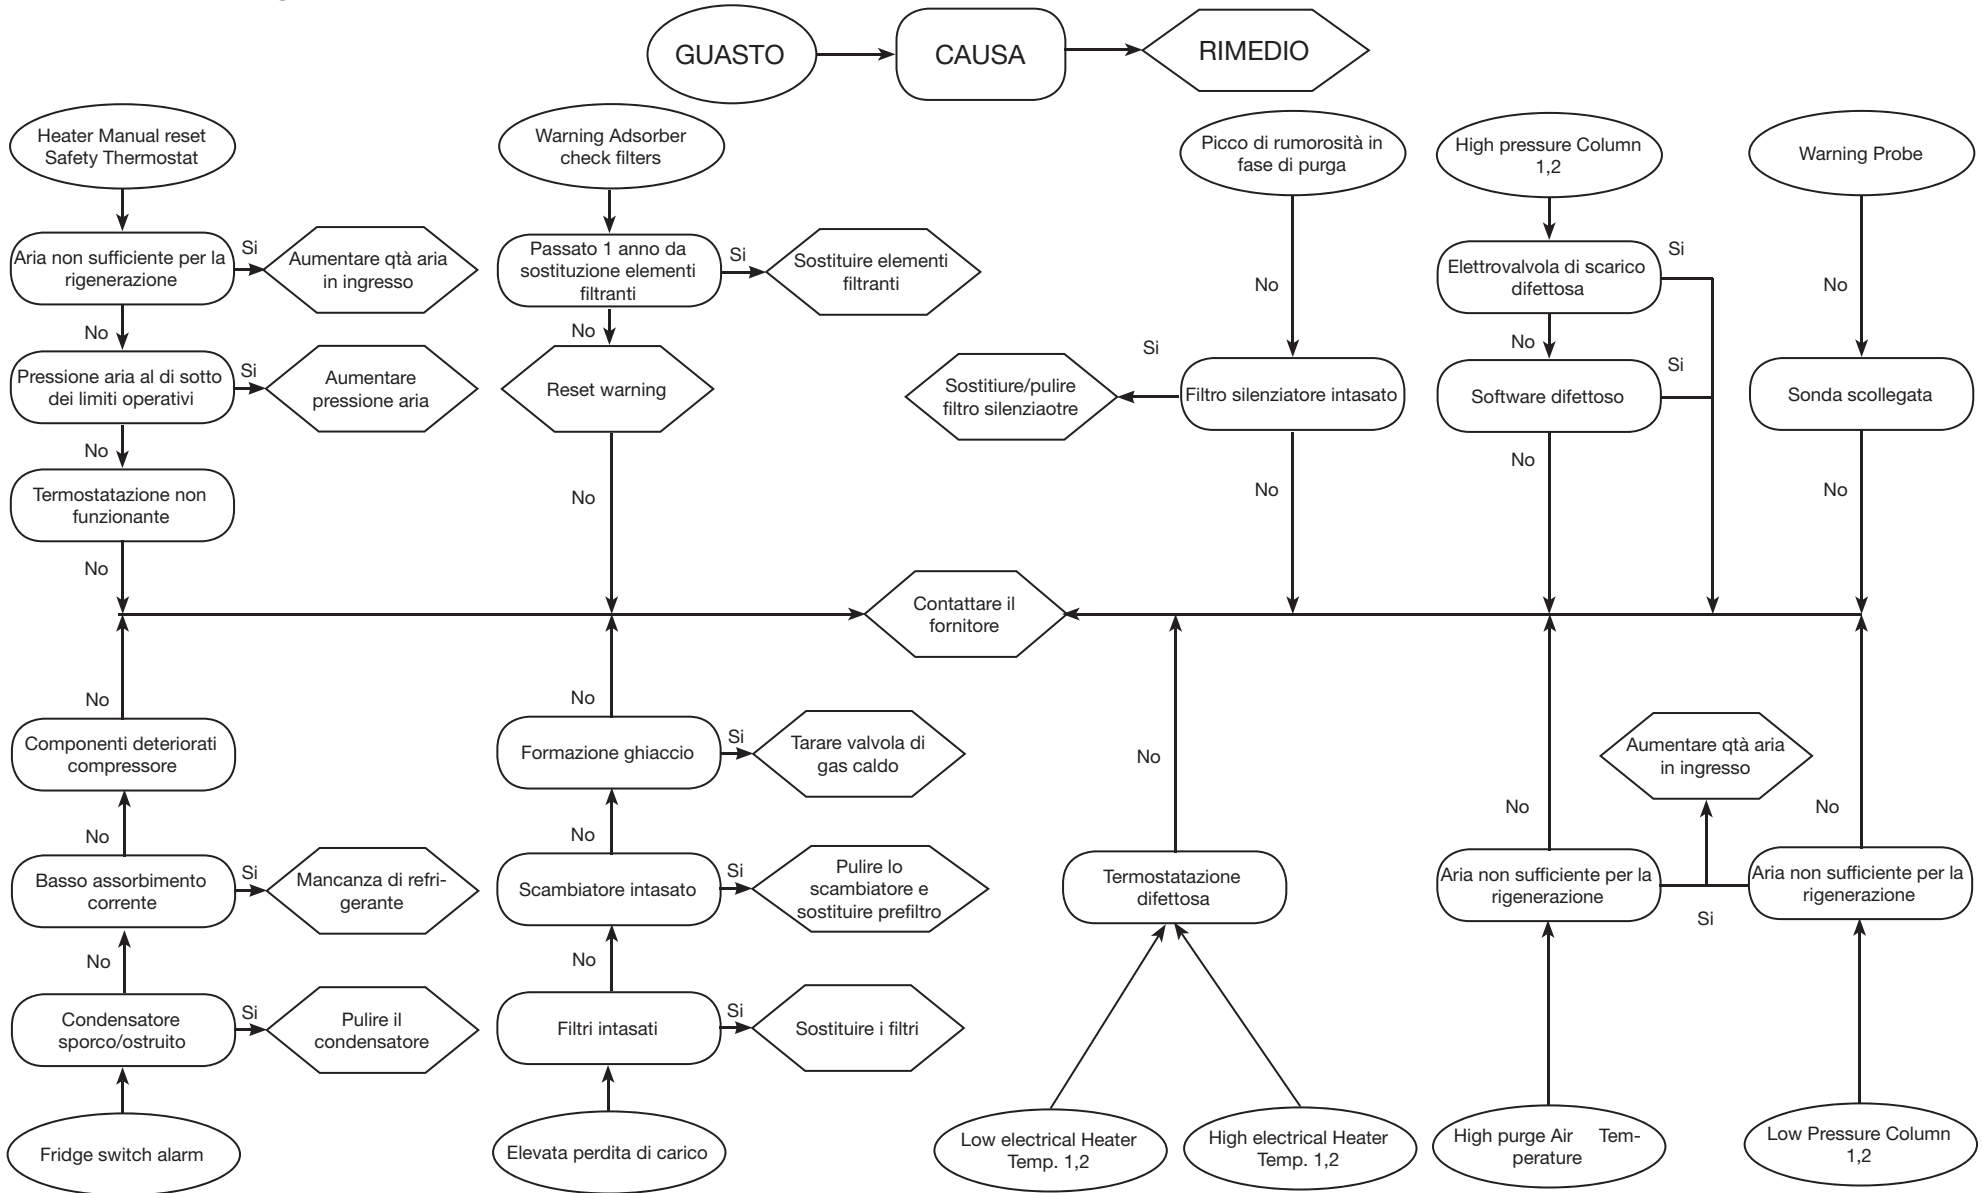 GUASTO
CAUSA
RIMEDIO
Heater Manual reset
Safety Thermostat
Warning Adsorber
check filters
Picco di rumorosità in
fase di purga
High pressure Column
1,2
Warning Probe
Aria non sufficiente per la
rigenerazione
Si
Aumentare qtà aria
in ingresso
Passato 1 anno da
sostituzione elementi
filtranti
Si
Sostituire elementi
filtranti
No
Elettrovalvola di scarico
difettosa
Si
No
No
No
No
Pressione aria al di sotto
dei limiti operativi
Si
Aumentare
pressione aria
Reset warning
Sostitiure/pulire
filtro silenziaotre
Si
Filtro silenziatore intasato
Software difettoso
Si
Sonda scollegata
No
No
Termostatazione non
funzionante
No
No
No
No
No
Contattare il
fornitore
No
No
Componenti deteriorati
compressore
Formazione ghiaccio
Si
Tarare valvola di
gas caldo
No
Aumentare qtà aria
in ingresso
No
No
No
No
Basso assorbimento
corrente
Si
Mancanza di refri-
gerante
Scambiatore intasato
Si
Pulire lo
scambiatore e
sostituire prefiltro
Termostatazione
difettosa
Aria non sufficiente per la
rigenerazione
Si
Aria non sufficiente per la
rigenerazione
No
No
Condensatore
sporco/ostruito
Si
Pulire il
condensatore
Filtri intasati
Si
Sostituire i filtri
Fridge switch alarm
Elevata perdita di carico
Low electrical Heater
Temp. 1,2
High electrical Heater
Temp. 1,2
High purge Air Tem-
perature
Low Pressure Column
1,2